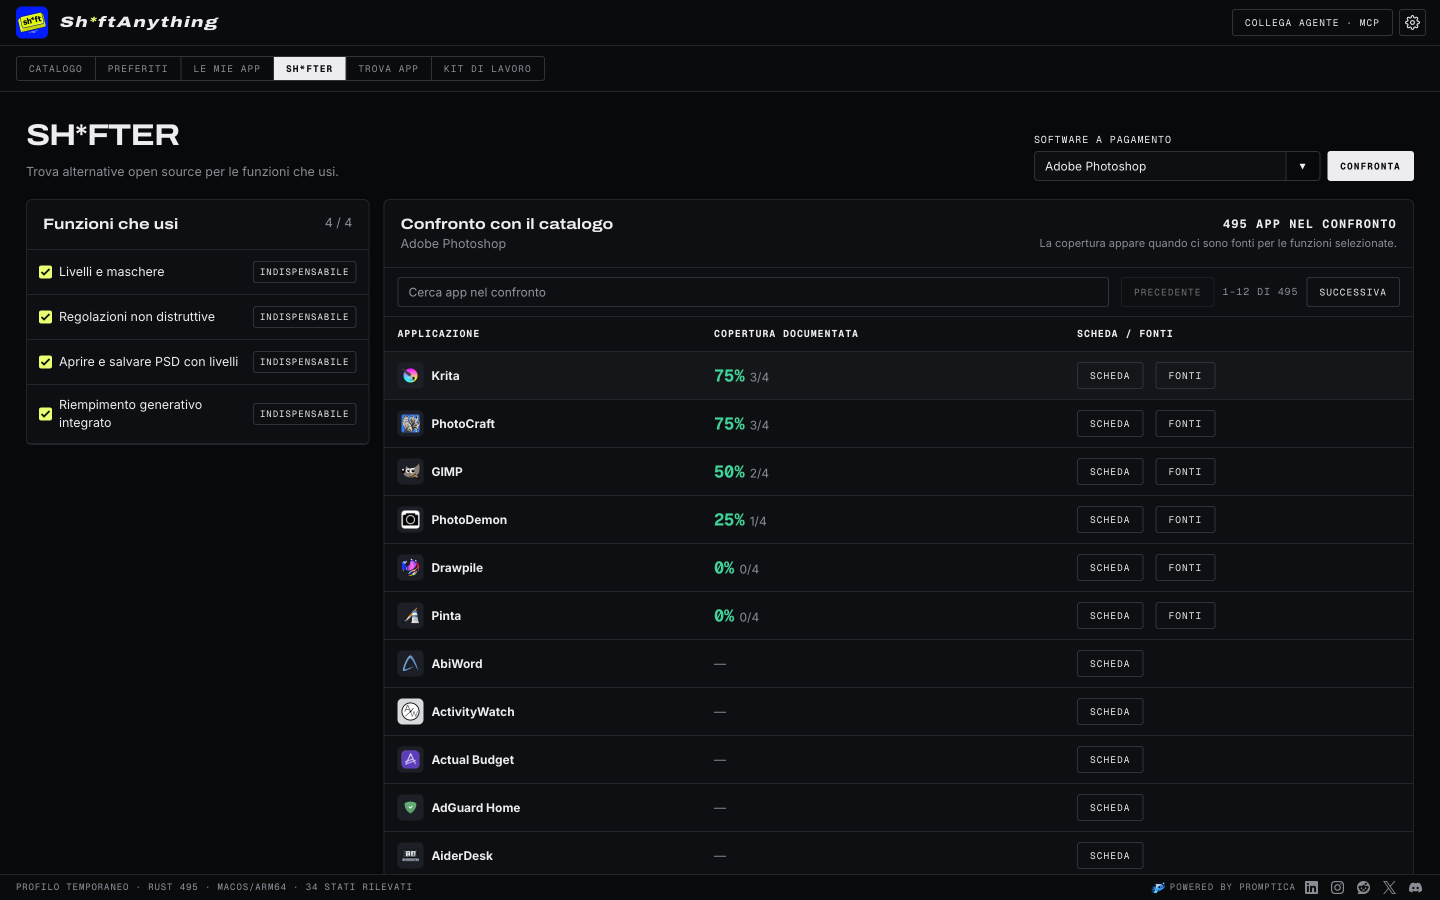 Sh*ftAnything
COLLEGA AGENTE · MCP
CATALOGO
PREFERITI
LE MIE APP
SH*FTER
TROVA APP
KIT DI LAVORO
SH*FTER
Trova alternative open source per le funzioni che usi.
SOFTWARE A PAGAMENTO
Adobe Photoshop
CONFRONTA
Funzioni che usi
4 / 4
Livelli e maschere
INDISPENSABILE
Regolazioni non distruttive
INDISPENSABILE
Aprire e salvare PSD con livelli
INDISPENSABILE
Riempimento generativo
integrato
INDISPENSABILE
Confronto con il catalogo
Adobe Photoshop
495 APP NEL CONFRONTO
La copertura appare quando ci sono fonti per le funzioni selezionate.
Cerca app nel confronto
PRECEDENTE
1–12 DI 495
SUCCESSIVA
APPLICAZIONE
COPERTURA DOCUMENTATA
SCHEDA / FONTI
Krita
75% 3/4
SCHEDA
FONTI
PhotoCraft
75% 3/4
SCHEDA
FONTI
GIMP
50% 2/4
SCHEDA
FONTI
PhotoDemon
25% 1/4
SCHEDA
FONTI
Drawpile
0% 0/4
SCHEDA
FONTI
Pinta
0% 0/4
SCHEDA
FONTI
AbiWord
—
SCHEDA
ActivityWatch
—
SCHEDA
Actual Budget
—
SCHEDA
AdGuard Home
—
SCHEDA
AiderDesk
—
SCHEDA
PROFILO TEMPORANEO · RUST 495 · MACOS/ARM64 · 34 STATI RILEVATI
POWERED BY PROMPTICA